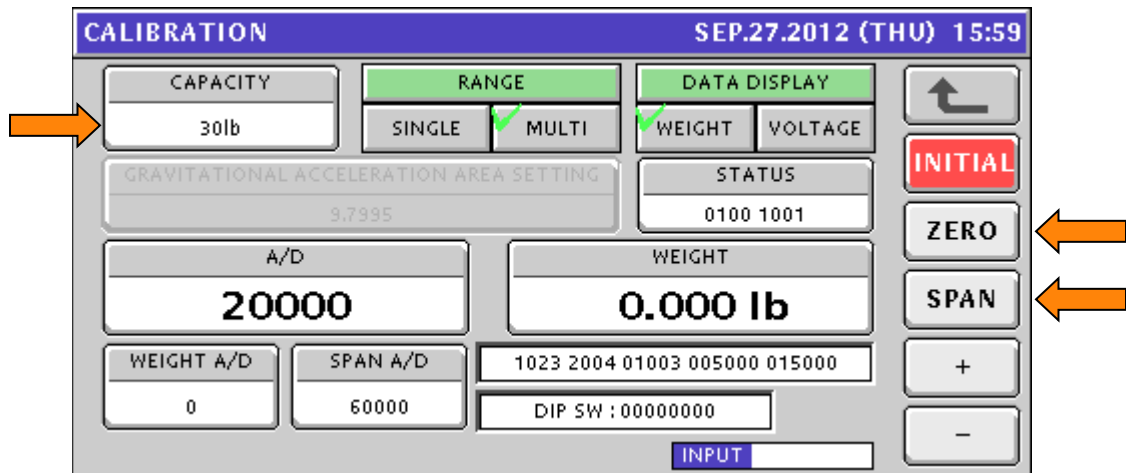 CALIBRATION SEP.27.2012 (THU) 15:59
CAPACITY
30lb
RANGE
SINGLE MULTI
DATA DISPLAY
WEIGHT VOLTAGE
INITIAL
GRAVITATIONAL ACCELERATION AREA SETTING
9.7995
STATUS
0100 1001
ZERO
A/D
20000
WEIGHT
0.000 lb
SPAN
WEIGHT A/D
0
SPAN A/D
60000
1023 2004 01003 005000 015000
DIP SW : 00000000
+
−
INPUT